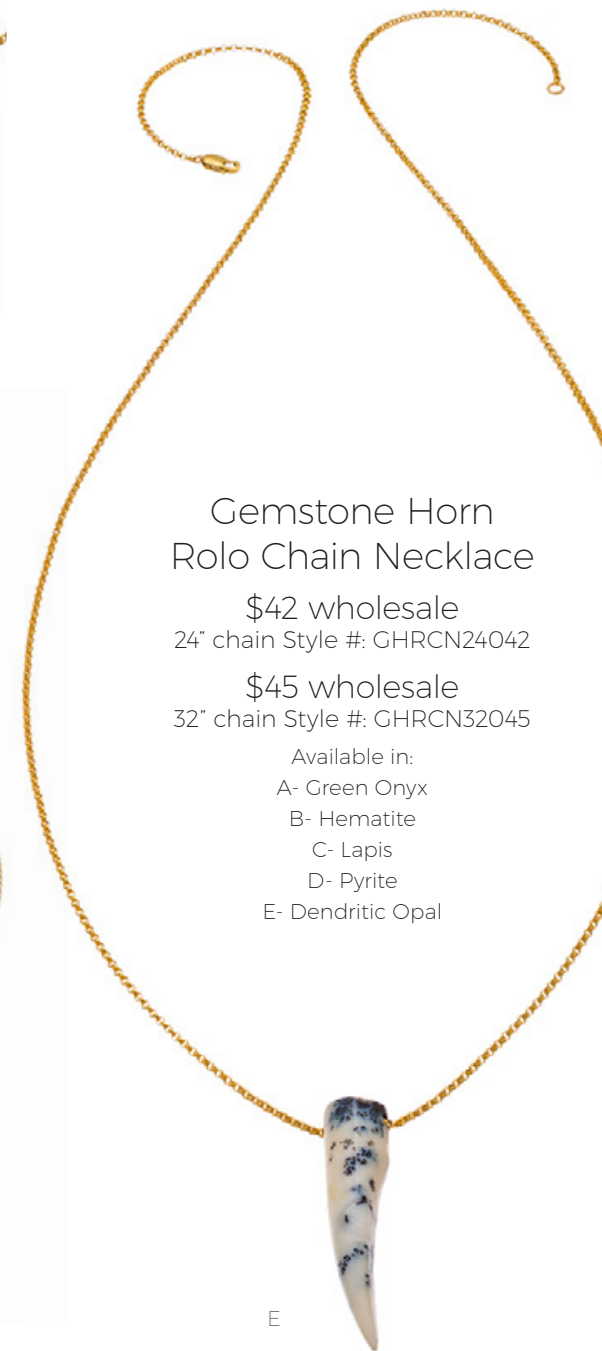 Gemstone Horn
Rolo Chain Necklace
$42 wholesale
24” chain Style #: GHRCN24042
$45 wholesale
32” chain Style #: GHRCN32045
Available in:
A- Green Onyx
B- Hematite
C- Lapis
D- Pyrite
E- Dendritic Opal
E